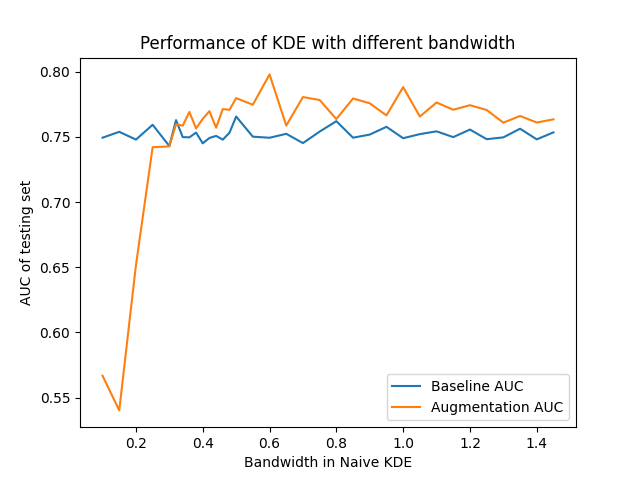 Performance of KDE with different bandwidth
AUC of testing set
0.80
0.75
0.70
0.65
0.60
0.55
0.2
0.4
0.6
0.8
1.0
1.2
1.4
Bandwidth in Naive KDE
Baseline AUC
Augmentation AUC